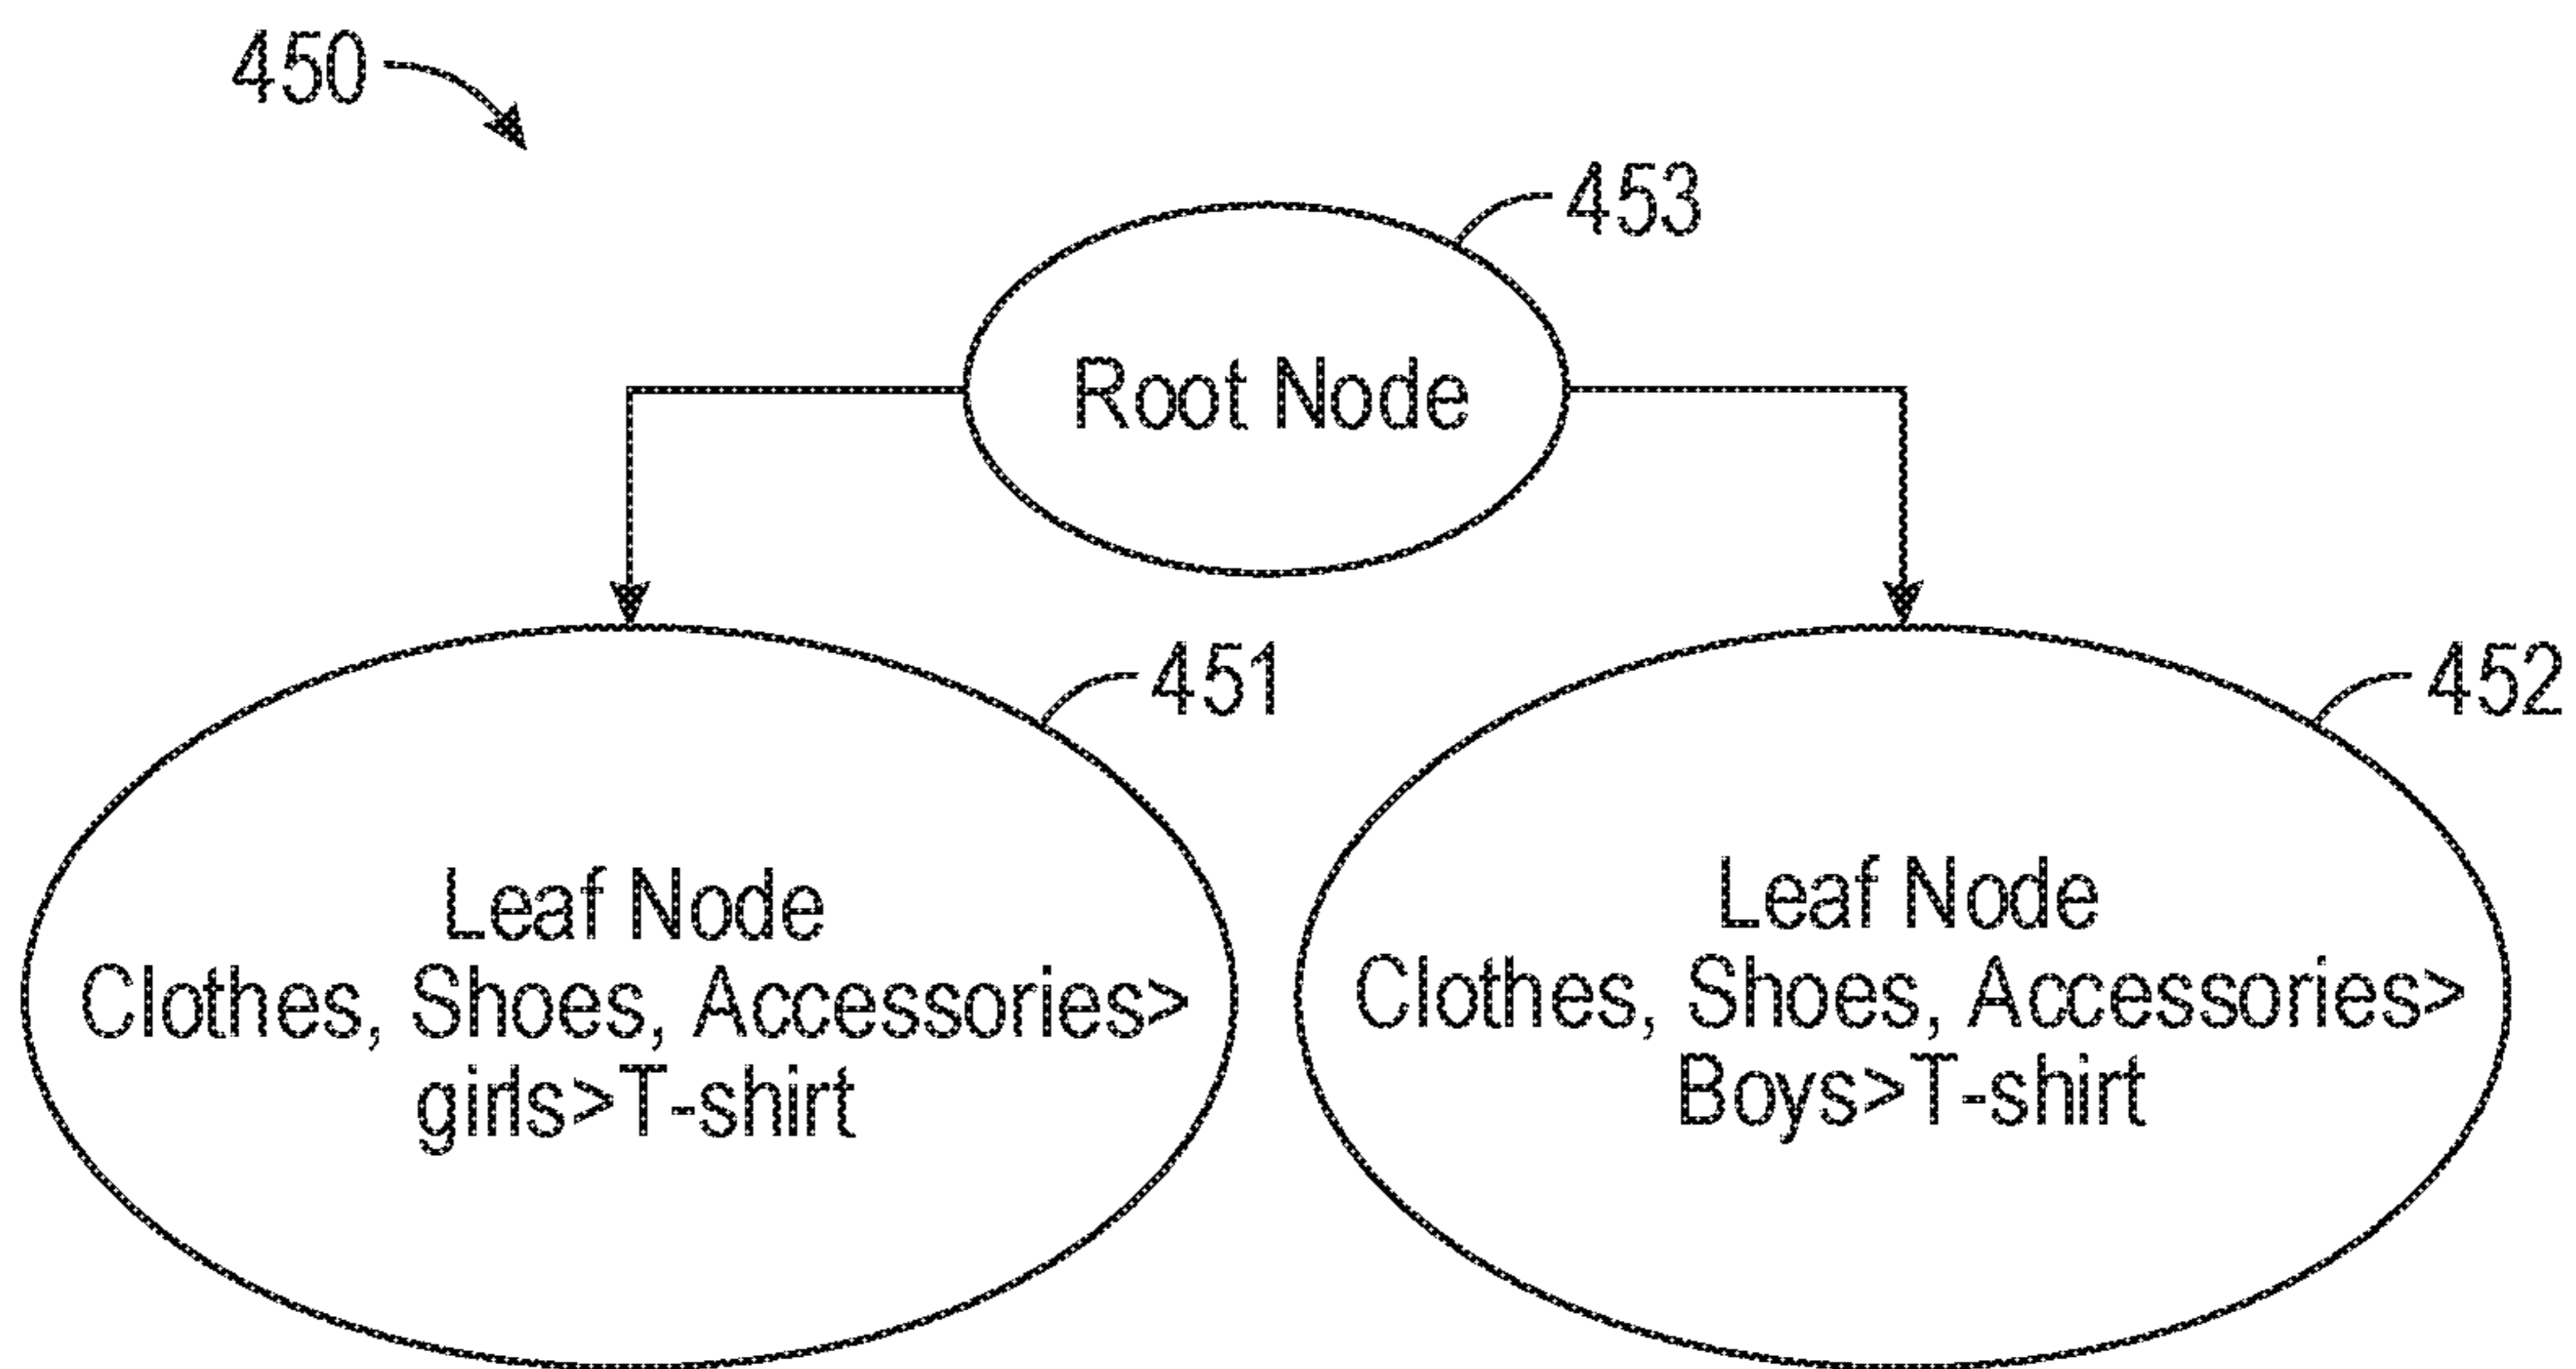 450
453
Root Node
451
452
Leaf Node
Clothes, Shoes, Accessories>
girls>T-shirt
Leaf Node
Clothes, Shoes, Accessories>
Boys>T-shirt